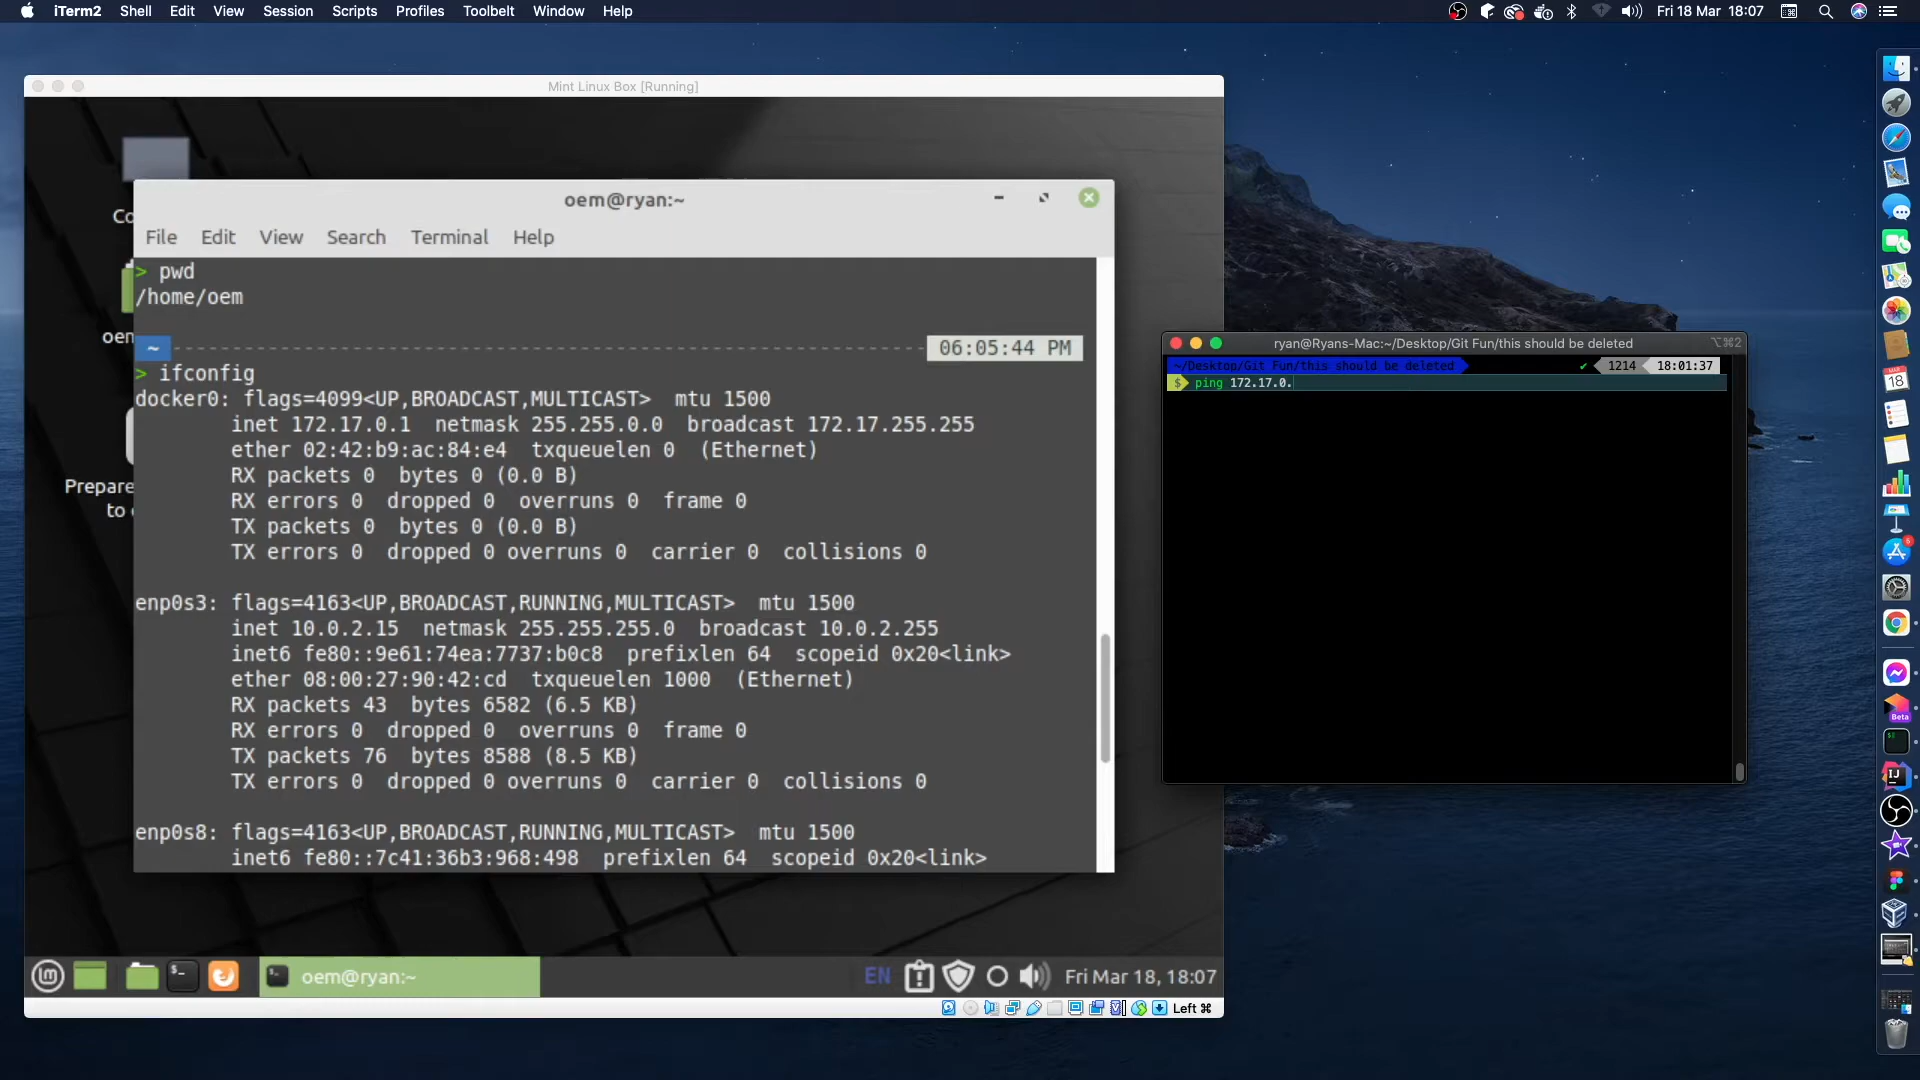 iTerm2 Shell Edit View Session Scripts Profiles Toolbelt Window Help
Fri 18 Mar 18:07
Mint Linux Box [Running]
Co
oem
Prepare
to
oem@ryan:~
File Edit View Search Terminal Help
> pwd
/home/oem
~ 06:05:44 PM
> ifconfig
docker0: flags=4099<UP,BROADCAST,MULTICAST> mtu 1500
inet 172.17.0.1 netmask 255.255.0.0 broadcast 172.17.255.255
ether 02:42:b9:ac:84:e4 txqueuelen 0 (Ethernet)
RX packets 0 bytes 0 (0.0 B)
RX errors 0 dropped 0 overruns 0 frame 0
TX packets 0 bytes 0 (0.0 B)
TX errors 0 dropped 0 overruns 0 carrier 0 collisions 0
enp0s3: flags=4163<UP,BROADCAST,RUNNING,MULTICAST> mtu 1500
inet 10.0.2.15 netmask 255.255.255.0 broadcast 10.0.2.255
inet6 fe80::9e61:74ea:7737:b0c8 prefixlen 64 scopeid 0x20<link>
ether 08:00:27:90:42:cd txqueuelen 1000 (Ethernet)
RX packets 43 bytes 6582 (6.5 KB)
RX errors 0 dropped 0 overruns 0 frame 0
TX packets 76 bytes 8588 (8.5 KB)
TX errors 0 dropped 0 overruns 0 carrier 0 collisions 0
enp0s8: flags=4163<UP,BROADCAST,RUNNING,MULTICAST> mtu 1500
inet6 fe80::7c41:36b3:968:498 prefixlen 64 scopeid 0x20<link>
oem@ryan:~
EN
Fri Mar 18, 18:07
Left ⌘
ryan@Ryans-Mac:~/Desktop/Git Fun/this should be deleted ⌥⌘2
~/Desktop/Git Fun/this should be deleted ✔ 1214 18:01:37
$ ping 172.17.0.
18
6
Beta
IJ